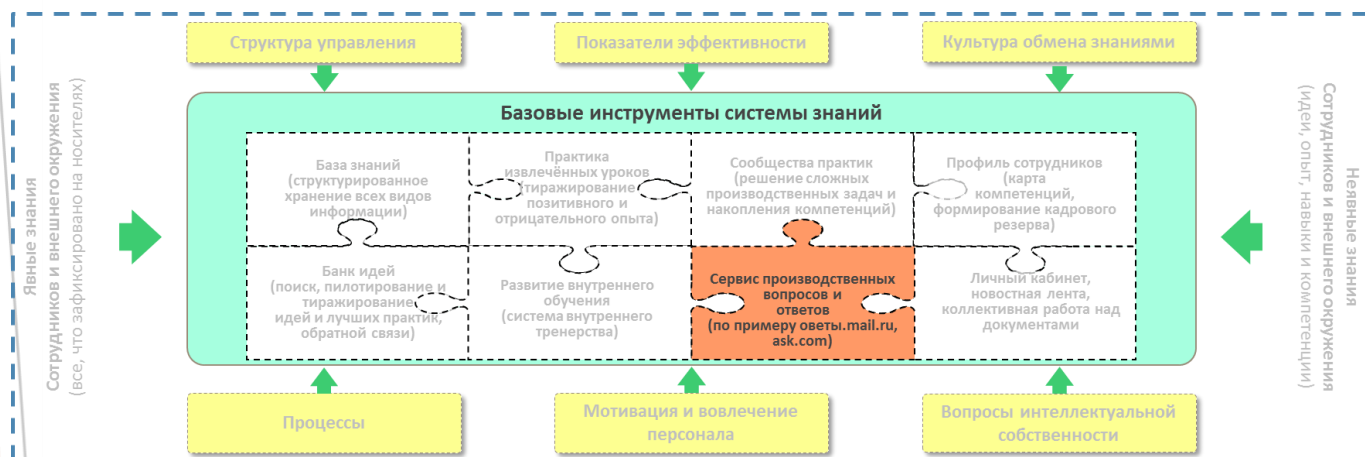 Структура управления
Показатели эффективности
Культура обмена знаниями
Явные знания
Сотрудников и внешнего окружения
(все, что зафиксировано на носителях)
Базовые инструменты системы знаний
База знаний
(структурированное
хранение всех видов
информации)
Практика
извлечённых уроков
(тиражирование
позитивного и
отрицательного опыта)
Сообщества практик
(решение сложных
производственных задач и
накопления компетенций)
Профиль сотрудников
(карта
компетенций,
формирование кадрового
резерва)
Банк идей
(поиск, пилотирование и
тиражирование
идей и лучших практик,
обратной связи)
Развитие внутреннего
обучения
(система внутреннего
тренерства)
Сервис производственных
вопросов и
ответов
(по примеру оветы.mail.ru,
ask.com)
Личный кабинет,
новостная лента,
коллективная работа над
документами
Неявные знания
Сотрудников и внешнего окружения
(идеи, опыт, навыки и компетенции)
Процессы
Мотивация и вовлечение
персонала
Вопросы интеллектуальной
собственности